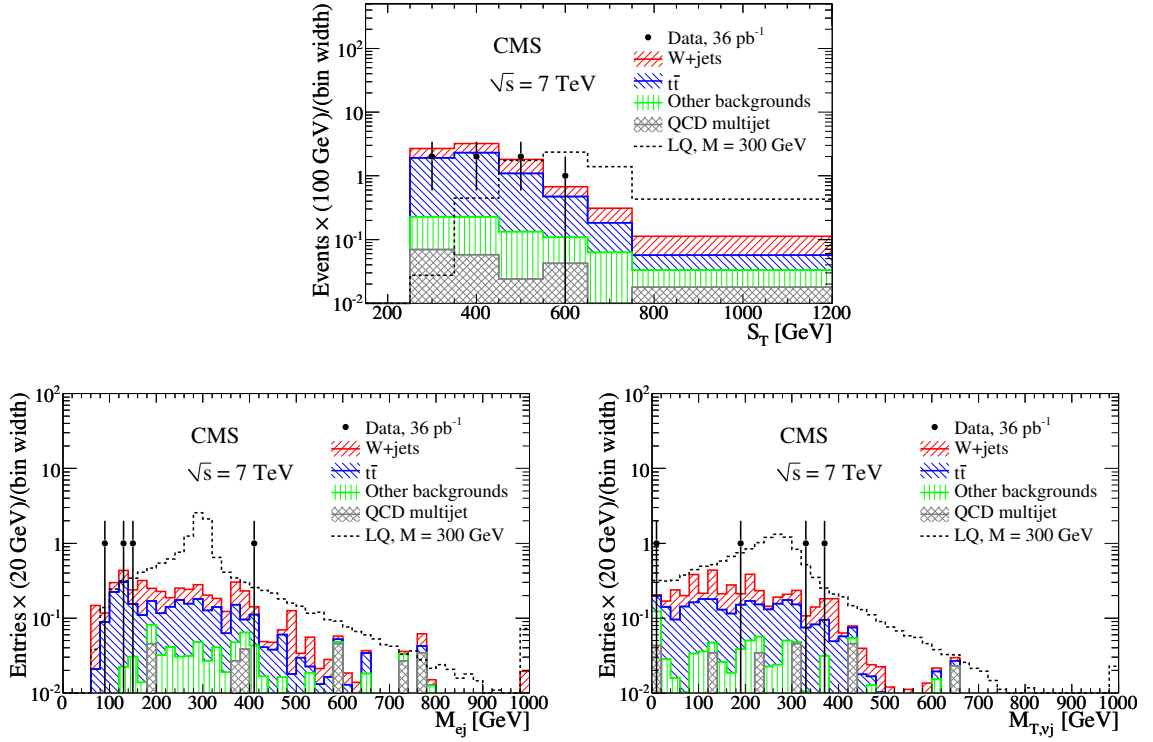 Events × (100 GeV)/(bin width)
10²
10
1
10⁻¹
10⁻²
CMS
√s = 7 TeV
Data, 36 pb⁻¹
W+jets
tt̄
Other backgrounds
QCD multijet
LQ, M = 300 GeV
200 400 600 800 1000 1200
S_T [GeV]
Entries × (20 GeV)/(bin width)
10²
10
1
10⁻¹
10⁻²
CMS
√s = 7 TeV
Data, 36 pb⁻¹
W+jets
tt̄
Other backgrounds
QCD multijet
LQ, M = 300 GeV
0 100 200 300 400 500 600 700 800 900 1000
M_ej [GeV]
Entries × (20 GeV)/(bin width)
10²
10
1
10⁻¹
10⁻²
CMS
√s = 7 TeV
Data, 36 pb⁻¹
W+jets
tt̄
Other backgrounds
QCD multijet
LQ, M = 300 GeV
0 100 200 300 400 500 600 700 800 900 1000
M_T,νj [GeV]